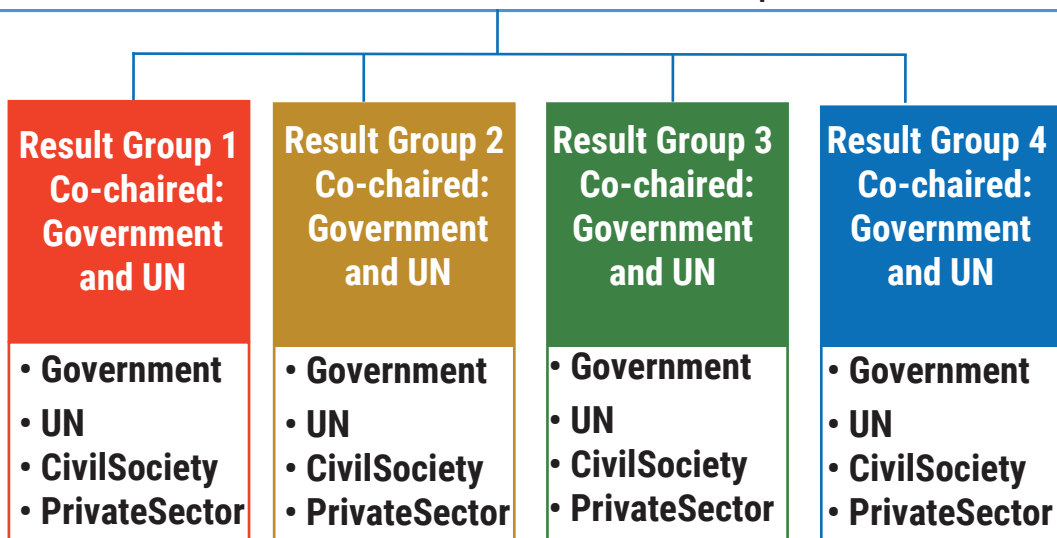 Result Group 1
Co-chaired:
Government
and UN
• Government
• UN
• CivilSociety
• PrivateSector
Result Group 2
Co-chaired:
Government
and UN
• Government
• UN
• CivilSociety
• PrivateSector
Result Group 3
Co-chaired:
Government
and UN
• Government
• UN
• CivilSociety
• PrivateSector
Result Group 4
Co-chaired:
Government
and UN
• Government
• UN
• CivilSociety
• PrivateSector